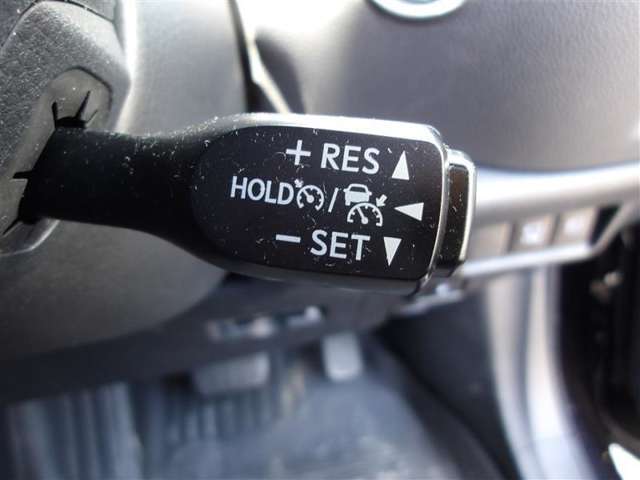 + RES
HOLD /
- SET